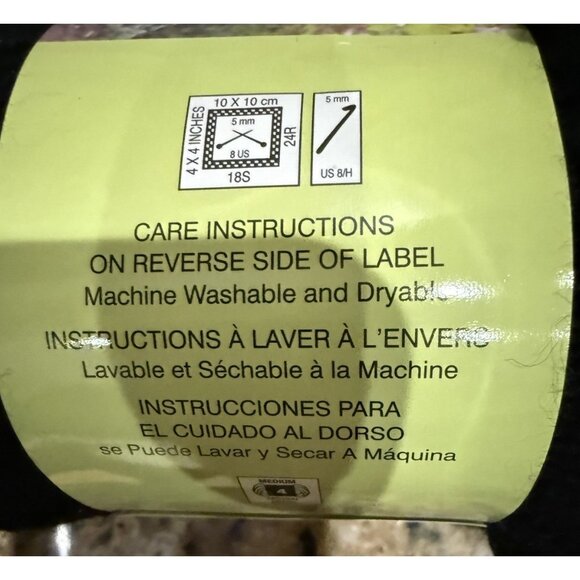 10 X 10 cm
4 X 4 INCHES
5 mm
8 US
24R
18S
5 mm
US 8/H
CARE INSTRUCTIONS
ON REVERSE SIDE OF LABEL
Machine Washable and Dryable
INSTRUCTIONS À LAVER À L'ENVERS
Lavable et Séchable à la Machine
INSTRUCCIONES PARA
EL CUIDADO AL DORSO
se Puede Lavar y Secar A Máquina
MEDIUM
4